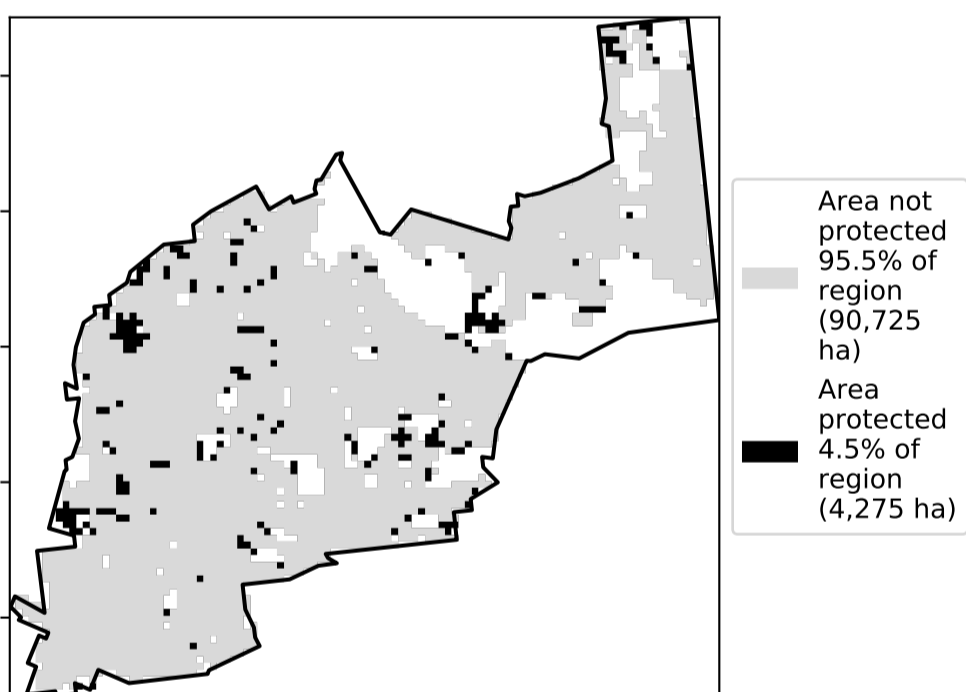 Area not
protected
95.5% of
region
(90,725
ha)
Area
protected
4.5% of
region
(4,275 ha)